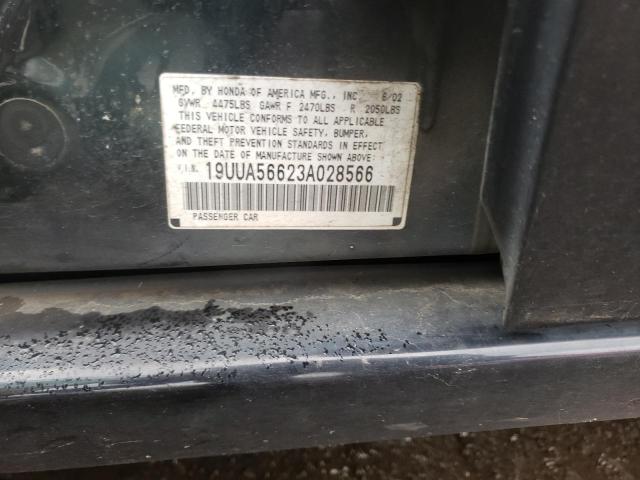 MFD. BY HONDA OF AMERICA MFG., INC. 8/02
GVWR 4475LBS GAWR F 2470LBS R 2050LBS
THIS VEHICLE CONFORMS TO ALL APPLICABLE
FEDERAL MOTOR VEHICLE SAFETY, BUMPER,
AND THEFT PREVENTION STANDARDS IN EFFECT
ON THE DATE OF MANUFACTURE SHOWN ABOVE.
V.I.N. 19UUA56623A028566
PASSENGER CAR